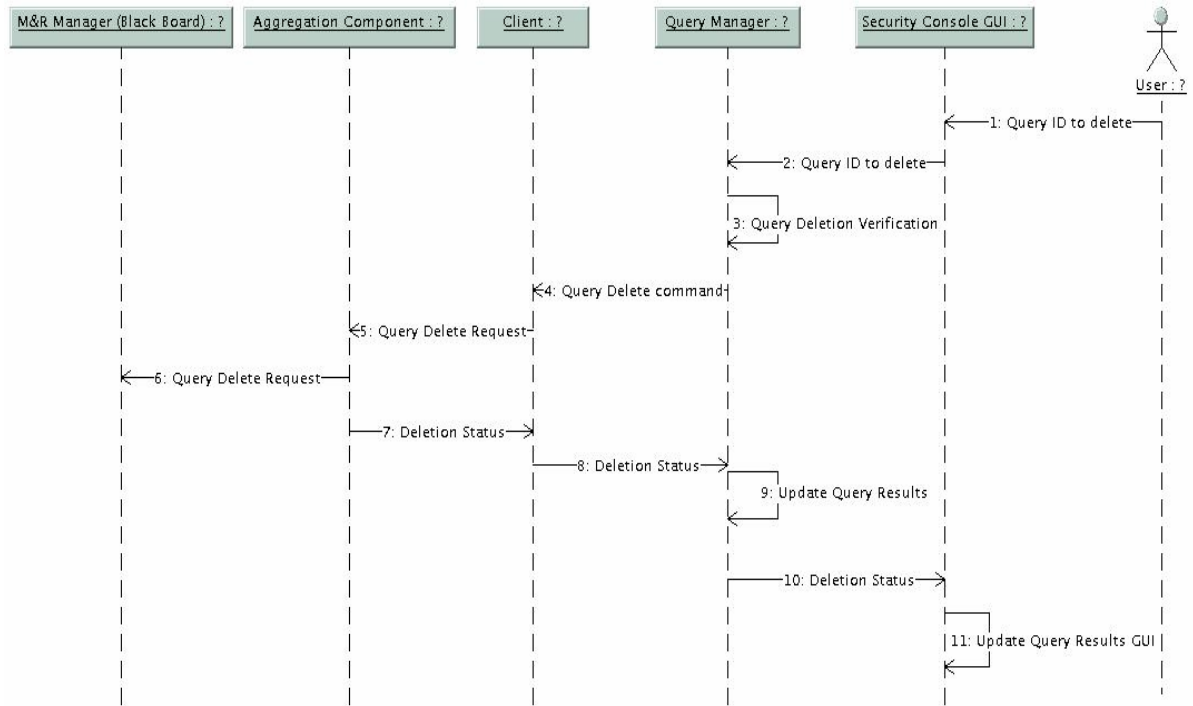 M&R Manager (Black Board) : ?
Aggregation Component : ?
Client : ?
Query Manager : ?
Security Console GUI : ?
User : ?
1: Query ID to delete
2: Query ID to delete
3: Query Deletion Verification
4: Query Delete command
5: Query Delete Request
6: Query Delete Request
7: Deletion Status
8: Deletion Status
9: Update Query Results
10: Deletion Status
11: Update Query Results GUI